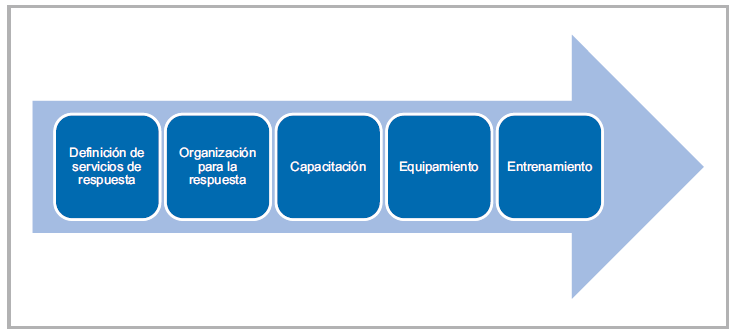 Definición de
servicios de
respuesta
Organización
para la
respuesta
Capacitación
Equipamiento
Entrenamiento